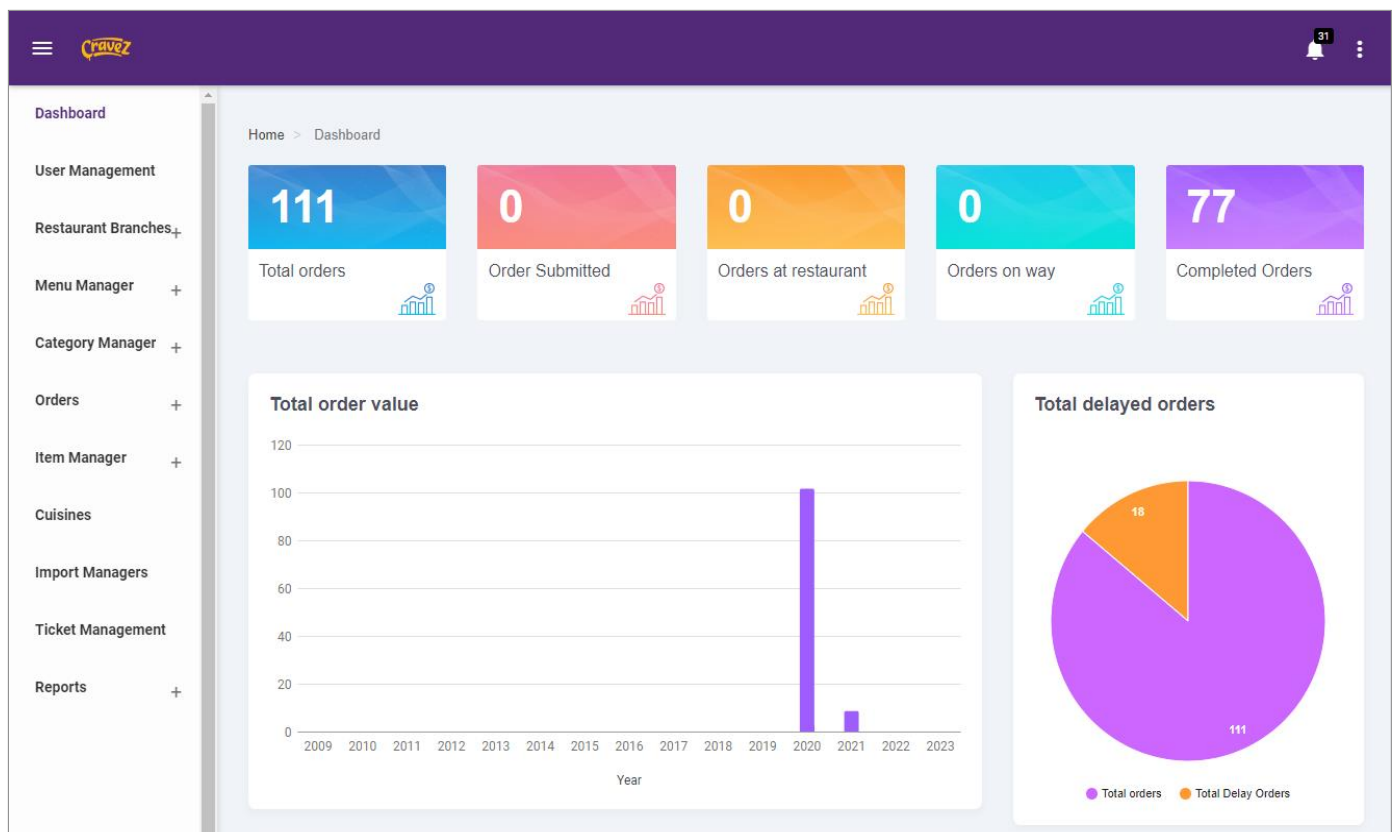 CraveZ
31
Dashboard
User Management
Restaurant Branches+
Menu Manager +
Category Manager +
Orders +
Item Manager +
Cuisines
Import Managers
Ticket Management
Reports +
Home > Dashboard
111
Total orders
0
Order Submitted
0
Orders at restaurant
0
Orders on way
77
Completed Orders
Total order value
120
100
80
60
40
20
0
2009 2010 2011 2012 2013 2014 2015 2016 2017 2018 2019 2020 2021 2022 2023
Year
Total delayed orders
18
111
Total orders Total Delay Orders